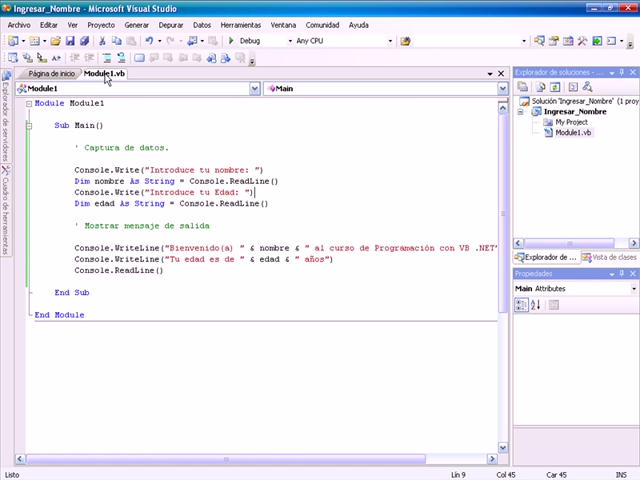 Ingresar_Nombre - Microsoft Visual Studio
Archivo Editar Ver Proyecto Generar Depurar Datos Herramientas Ventana Comunidad Ayuda
Debug Any CPU
Página de inicio Module1.vb
Module1 Main
Module Module1
Sub Main()
' Captura de datos.
Console.Write("Introduce tu nombre: ")
Dim nombre As String = Console.ReadLine()
Console.Write("Introduce tu Edad: ")
Dim edad As String = Console.ReadLine()
' Mostrar mensaje de salida
Console.WriteLine("Bienvenido(a) " & nombre & " al curso de Programación con VB .NET"
Console.WriteLine("Tu edad es de " & edad & " años")
Console.ReadLine()
End Sub
End Module
Explorador de servidores
Cuadro de herramientas
Explorador de soluciones - I...
Solución 'Ingresar_Nombre' (1 proy
Ingresar_Nombre
My Project
Module1.vb
Explorador de ... Vista de clases
Propiedades
Main Attributes
Listo Lín 9 Col 45 Car 45 INS